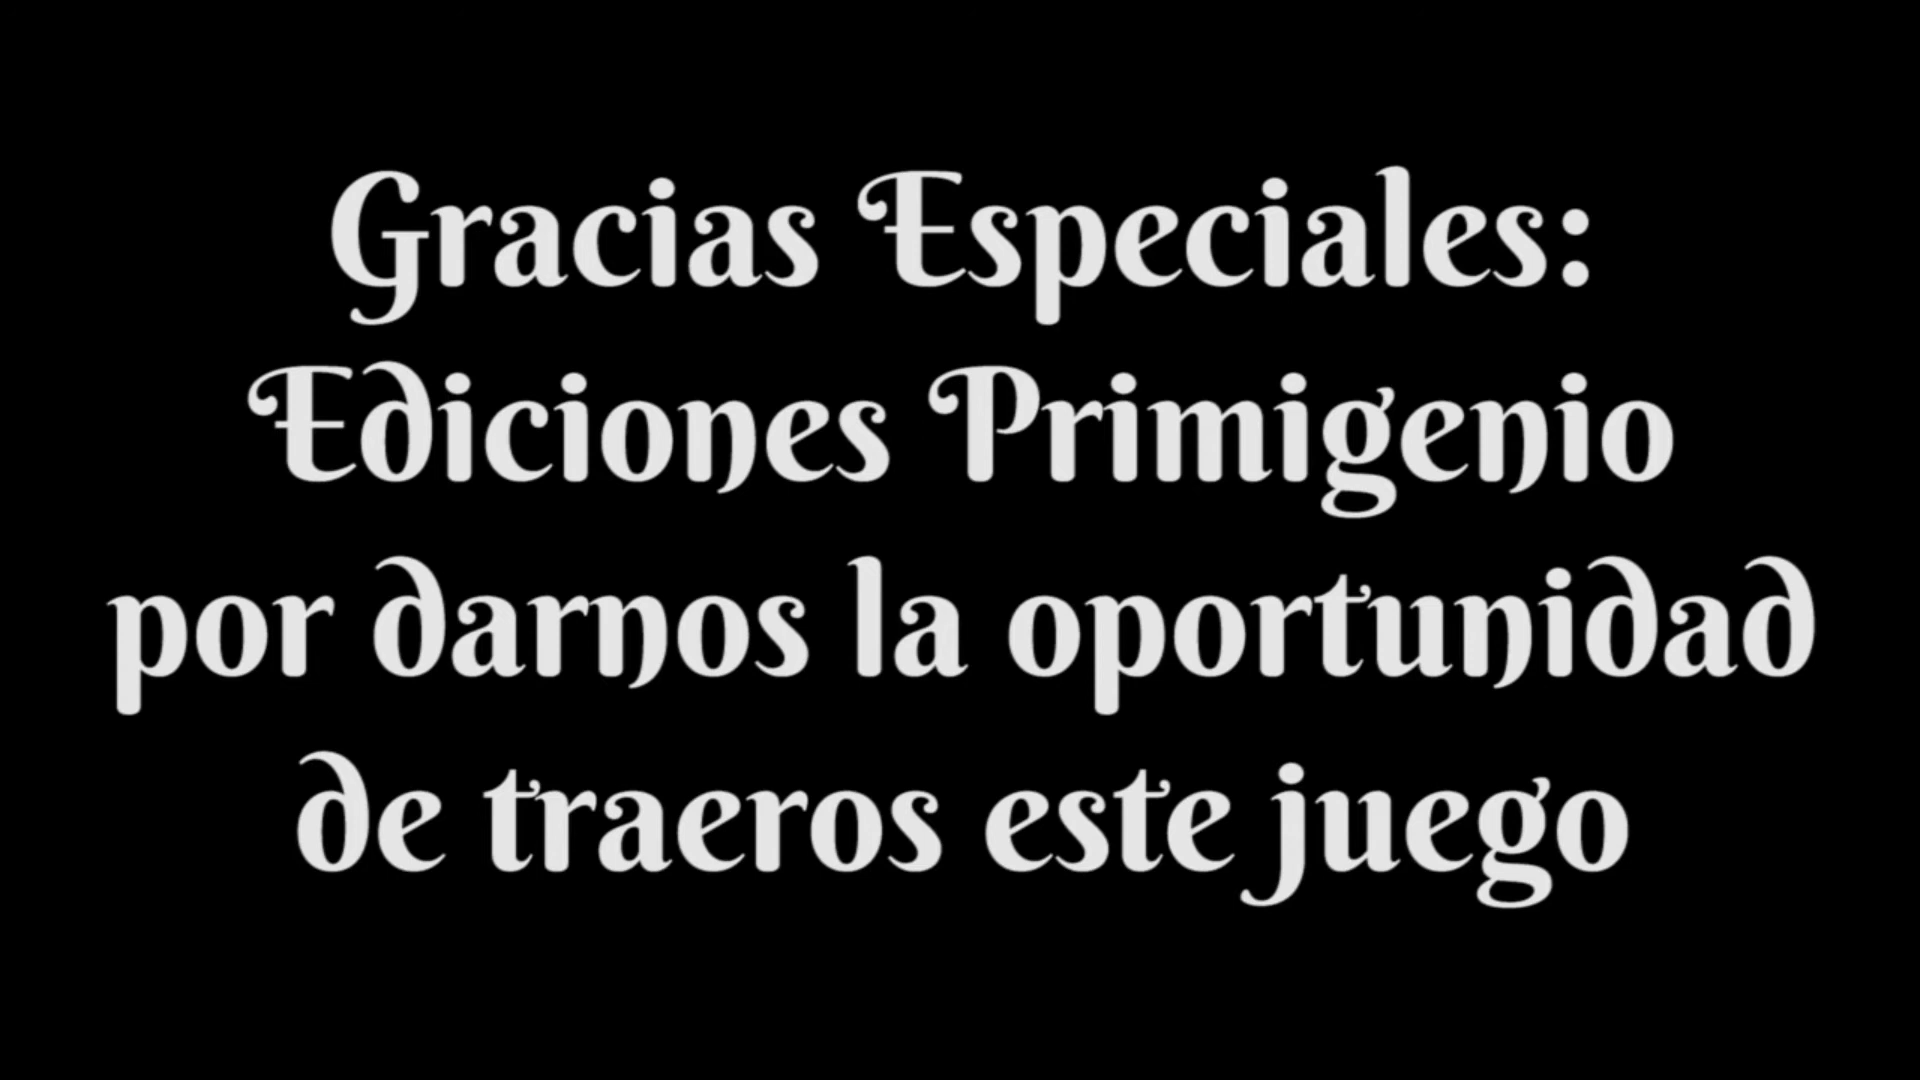 Gracias Especiales:
Ediciones Primigenio
por darnos la oportunidad
de traeros este juego